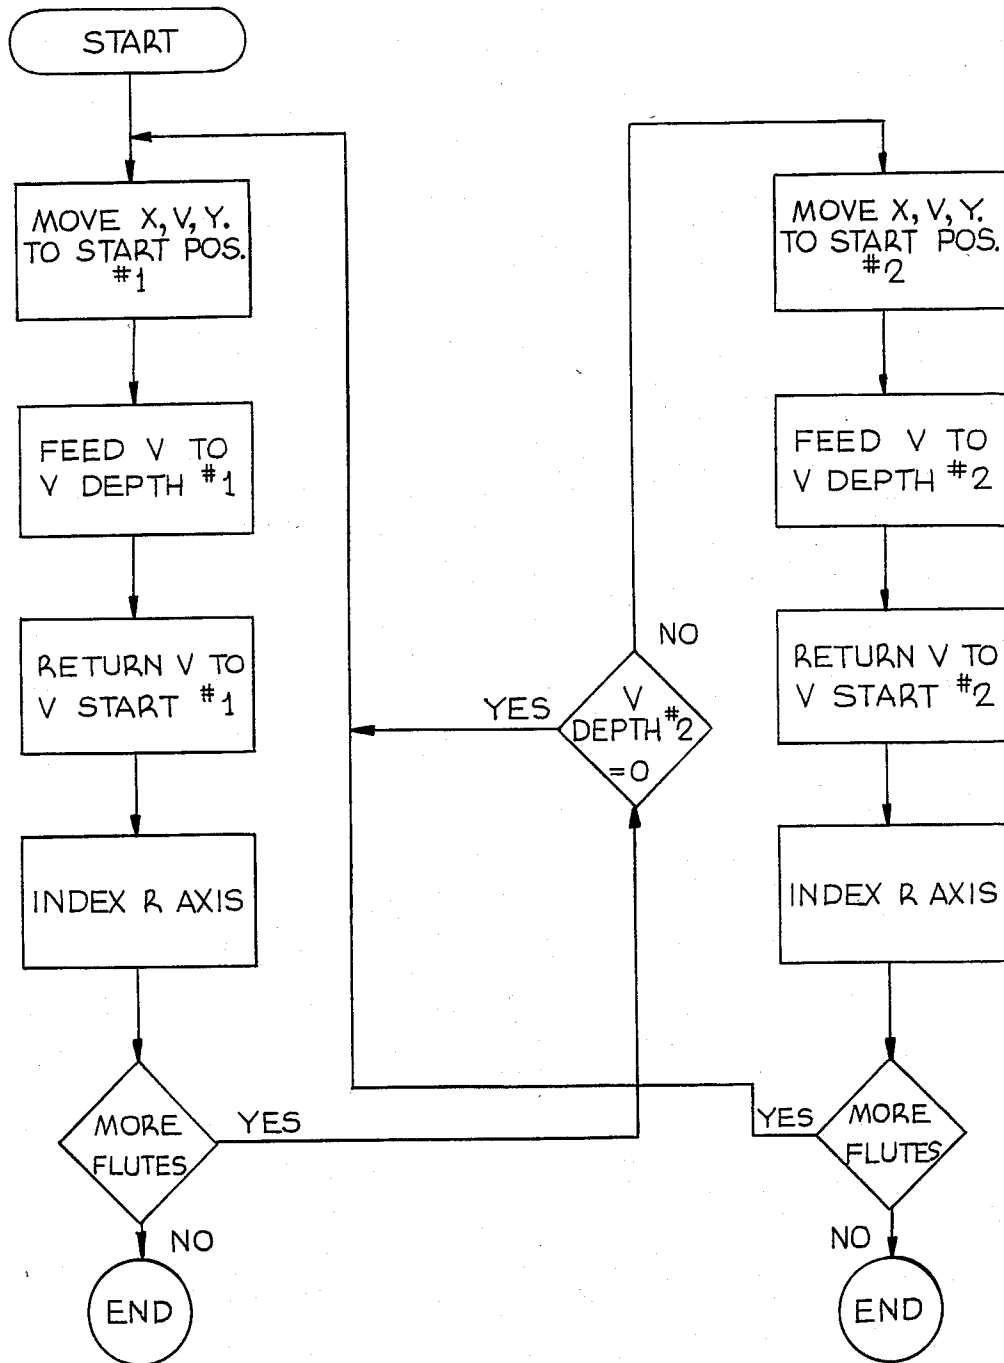 START
MOVE X, V, Y.
TO START POS.
#1
FEED V TO
V DEPTH #1
RETURN V TO
V START #1
INDEX R AXIS
MORE
FLUTES
YES
NO
END
YES
V
DEPTH #2
=0
NO
MOVE X, V, Y.
TO START POS.
#2
FEED V TO
V DEPTH #2
RETURN V TO
V START #2
INDEX R AXIS
YES
MORE
FLUTES
NO
END